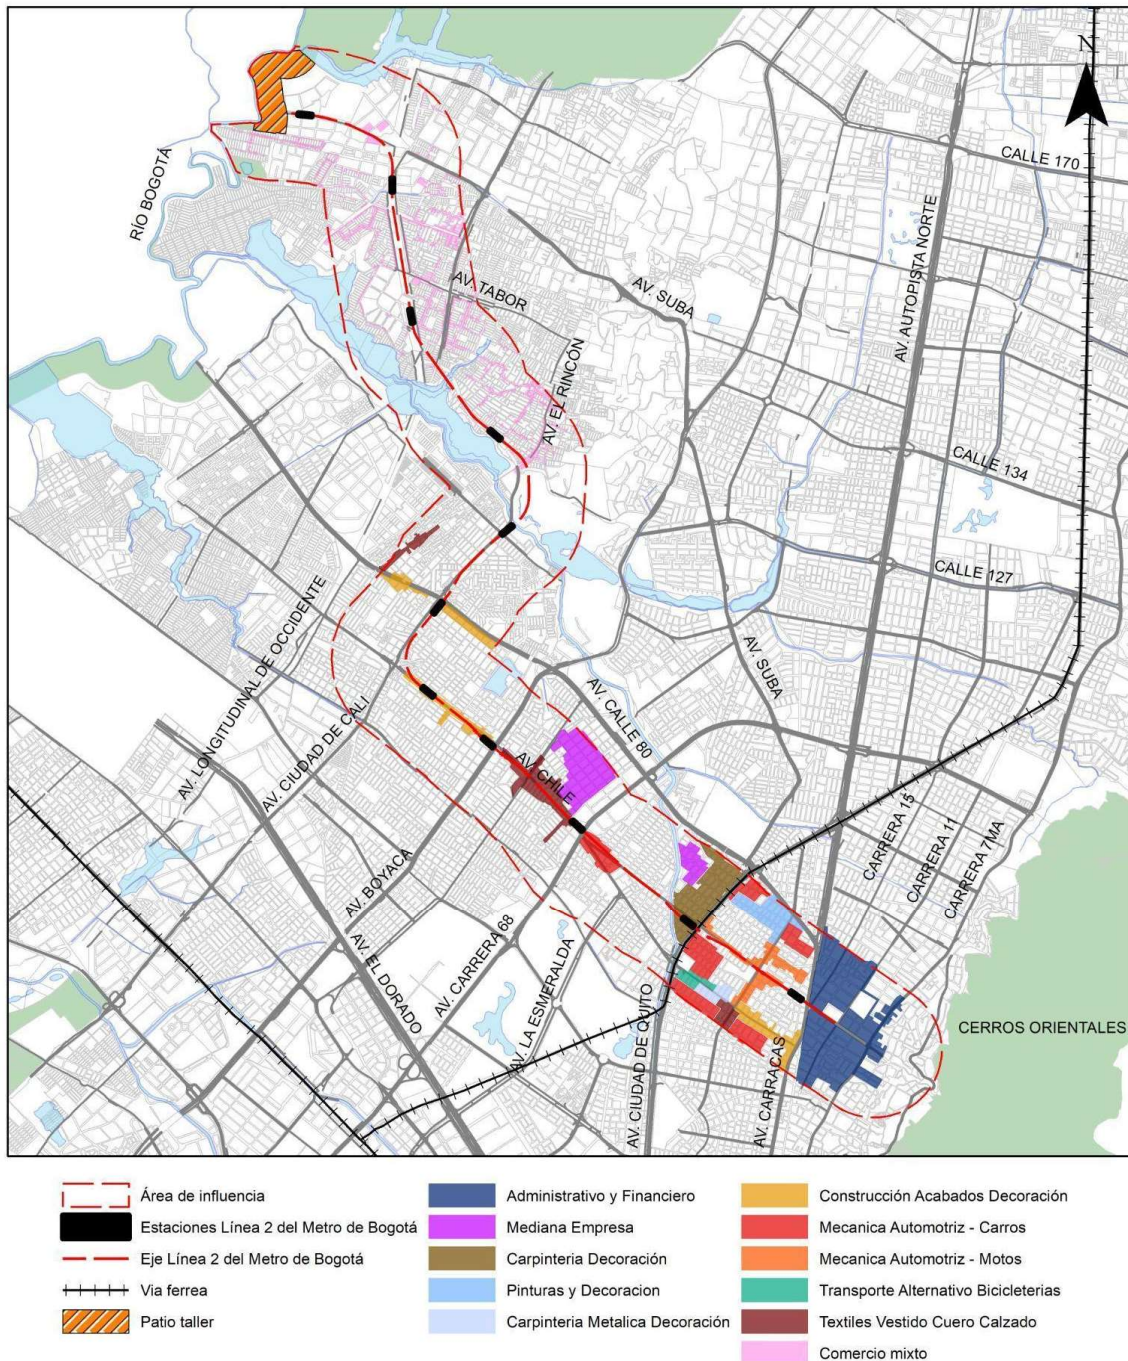 N
CALLE 170
RÍO BOGOTÁ
AV. AUTOPISTA NORTE
AV. TABOR
AV. SUBA
AV. EL RINCÓN
CALLE 134
CALLE 127
AV. LONGITUDINAL DE OCCIDENTE
AV. SUBA
AV. CALLE 80
AV. CIUDAD DE CALI
AV. CHILE
CARRERA 15
CARRERA 11
CARRERA 7MA
AV. BOYACA
AV. CARRERA 68
AV. EL DORADO
AV. LA ESMERALDA
AV. CIUDAD DE QUITO
AV. CARRACAS
CERROS ORIENTALES
Área de influencia
Estaciones Línea 2 del Metro de Bogotá
Eje Línea 2 del Metro de Bogotá
Via ferrea
Patio taller
Administrativo y Financiero
Mediana Empresa
Carpinteria Decoración
Pinturas y Decoracion
Carpinteria Metalica Decoración
Construcción Acabados Decoración
Mecanica Automotriz - Carros
Mecanica Automotriz - Motos
Transporte Alternativo Bicicleterias
Textiles Vestido Cuero Calzado
Comercio mixto